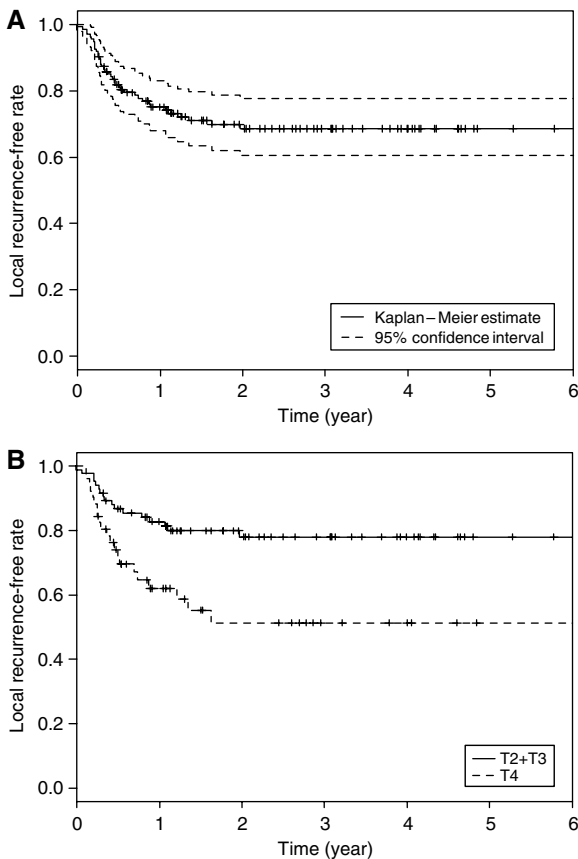 A
Local recurrence-free rate
1.0
0.8
0.6
0.4
0.2
0.0
Kaplan–Meier estimate
95% confidence interval
0 1 2 3 4 5 6
Time (year)
B
Local recurrence-free rate
1.0
0.8
0.6
0.4
0.2
0.0
T2+T3
T4
0 1 2 3 4 5 6
Time (year)